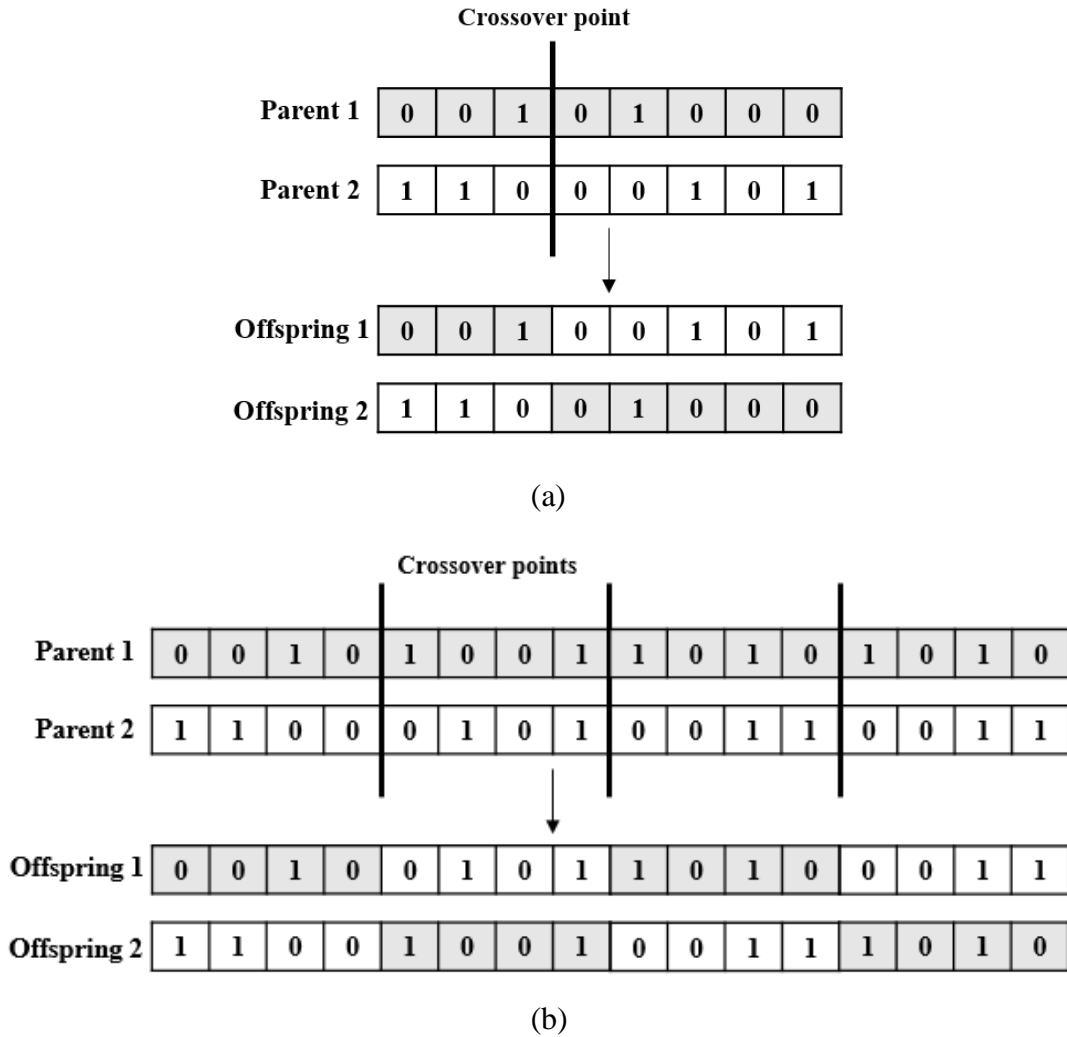 Crossover point
Parent 1 0 0 1 0 1 0 0 0
Parent 2 1 1 0 0 0 1 0 1
Offspring 1 0 0 1 0 0 1 0 1
Offspring 2 1 1 0 0 1 0 0 0
(a)
Crossover points
Parent 1 0 0 1 0 1 0 0 1 1 0 1 0 1 0 1 0
Parent 2 1 1 0 0 0 1 0 1 0 0 1 1 0 0 1 1
Offspring 1 0 0 1 0 0 1 0 1 1 0 1 0 0 0 1 1
Offspring 2 1 1 0 0 1 0 0 1 0 0 1 1 1 0 1 0
(b)